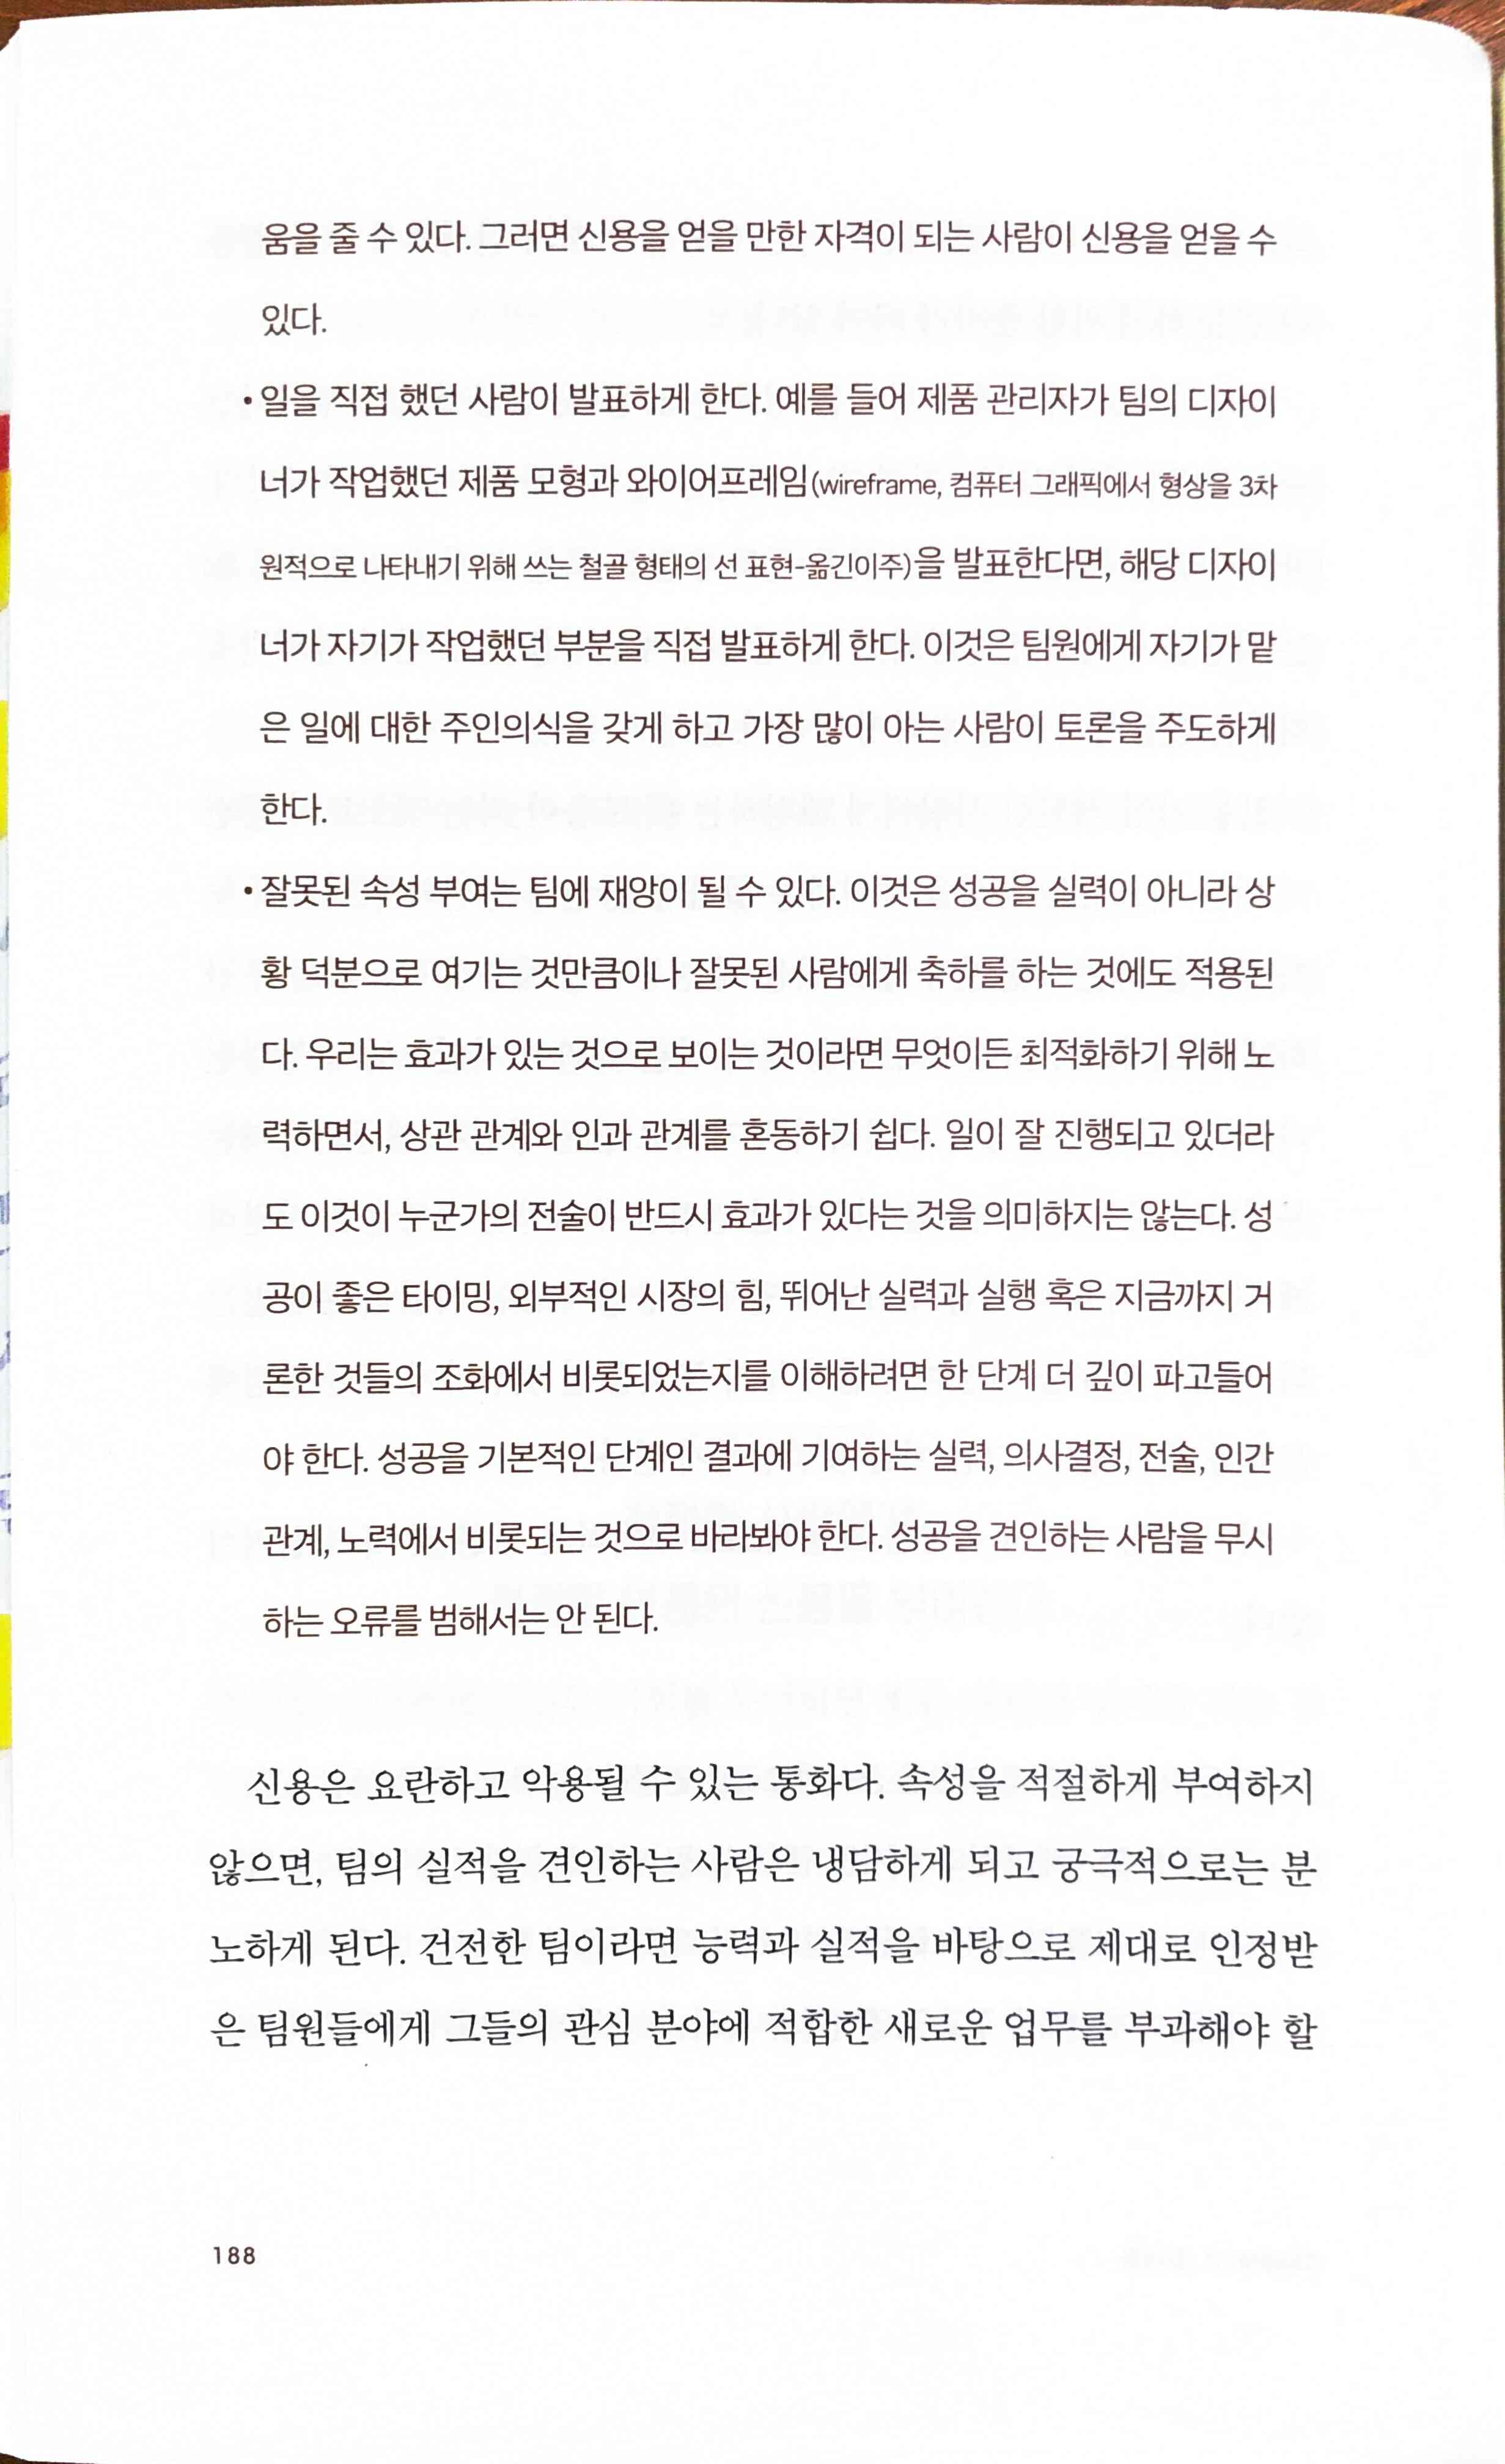 움을 줄 수 있다. 그러면 신용을 얻을 만한 자격이 되는 사람이 신용을 얻을 수
있다.
• 일을 직접 했던 사람이 발표하게 한다. 예를 들어 제품 관리자가 팀의 디자이
너가 작업했던 제품 모형과 와이어프레임(wireframe, 컴퓨터 그래픽에서 형상을 3차
원적으로 나타내기 위해 쓰는 철골 형태의 선 표현-옮긴이주)을 발표한다면, 해당 디자이
너가 자기가 작업했던 부분을 직접 발표하게 한다. 이것은 팀원에게 자기가 맡
은 일에 대한 주인의식을 갖게 하고 가장 많이 아는 사람이 토론을 주도하게
한다.
• 잘못된 속성 부여는 팀에 재앙이 될 수 있다. 이것은 성공을 실력이 아니라 상
황 덕분으로 여기는 것만큼이나 잘못된 사람에게 축하를 하는 것에도 적용된
다. 우리는 효과가 있는 것으로 보이는 것이라면 무엇이든 최적화하기 위해 노
력하면서, 상관 관계와 인과 관계를 혼동하기 쉽다. 일이 잘 진행되고 있더라
도 이것이 누군가의 전술이 반드시 효과가 있다는 것을 의미하지는 않는다. 성
공이 좋은 타이밍, 외부적인 시장의 힘, 뛰어난 실력과 실행 혹은 지금까지 거
론한 것들의 조화에서 비롯되었는지를 이해하려면 한 단계 더 깊이 파고들어
야 한다. 성공을 기본적인 단계인 결과에 기여하는 실력, 의사결정, 전술, 인간
관계, 노력에서 비롯되는 것으로 바라봐야 한다. 성공을 견인하는 사람을 무시
하는 오류를 범해서는 안 된다.
신용은 요란하고 악용될 수 있는 통화다. 속성을 적절하게 부여하지
않으면, 팀의 실적을 견인하는 사람은 냉담하게 되고 궁극적으로는 분
노하게 된다. 건전한 팀이라면 능력과 실적을 바탕으로 제대로 인정받
은 팀원들에게 그들의 관심 분야에 적합한 새로운 업무를 부과해야 할
188